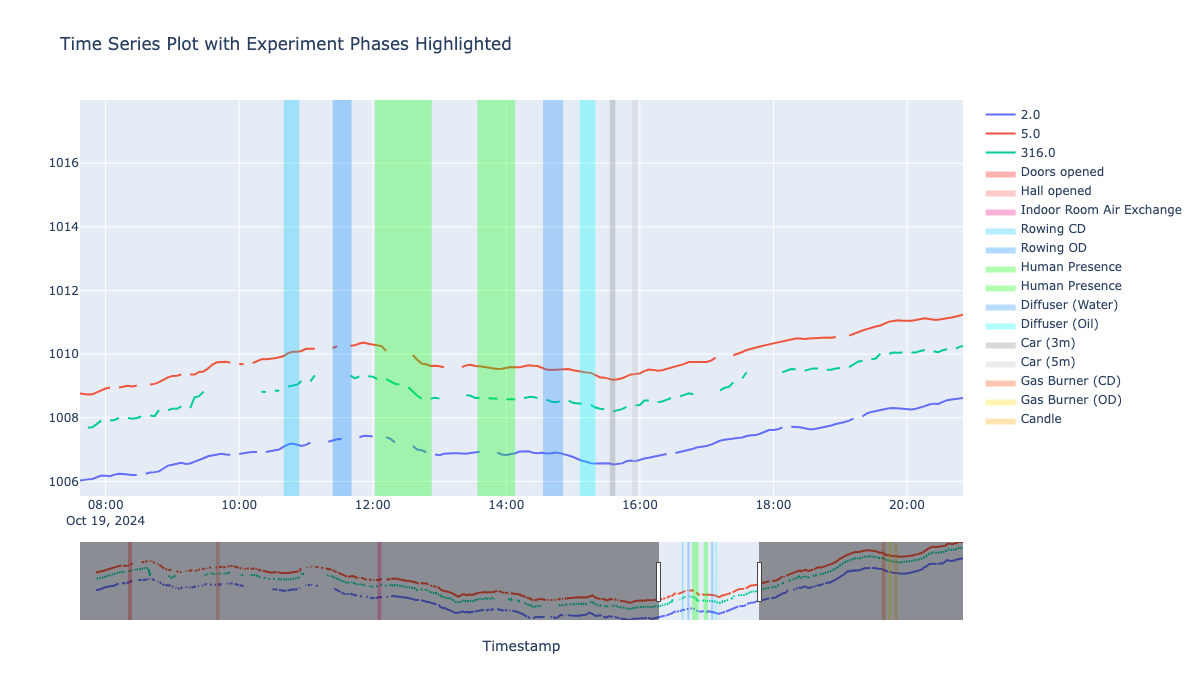 Time Series Plot with Experiment Phases Highlighted
1016
1014
1012
1010
1008
1006
08:00
Oct 19, 2024
10:00
12:00
14:00
16:00
18:00
20:00
Timestamp
2.0
5.0
316.0
Doors opened
Hall opened
Indoor Room Air Exchange
Rowing CD
Rowing OD
Human Presence
Human Presence
Diffuser (Water)
Diffuser (Oil)
Car (3m)
Car (5m)
Gas Burner (CD)
Gas Burner (OD)
Candle